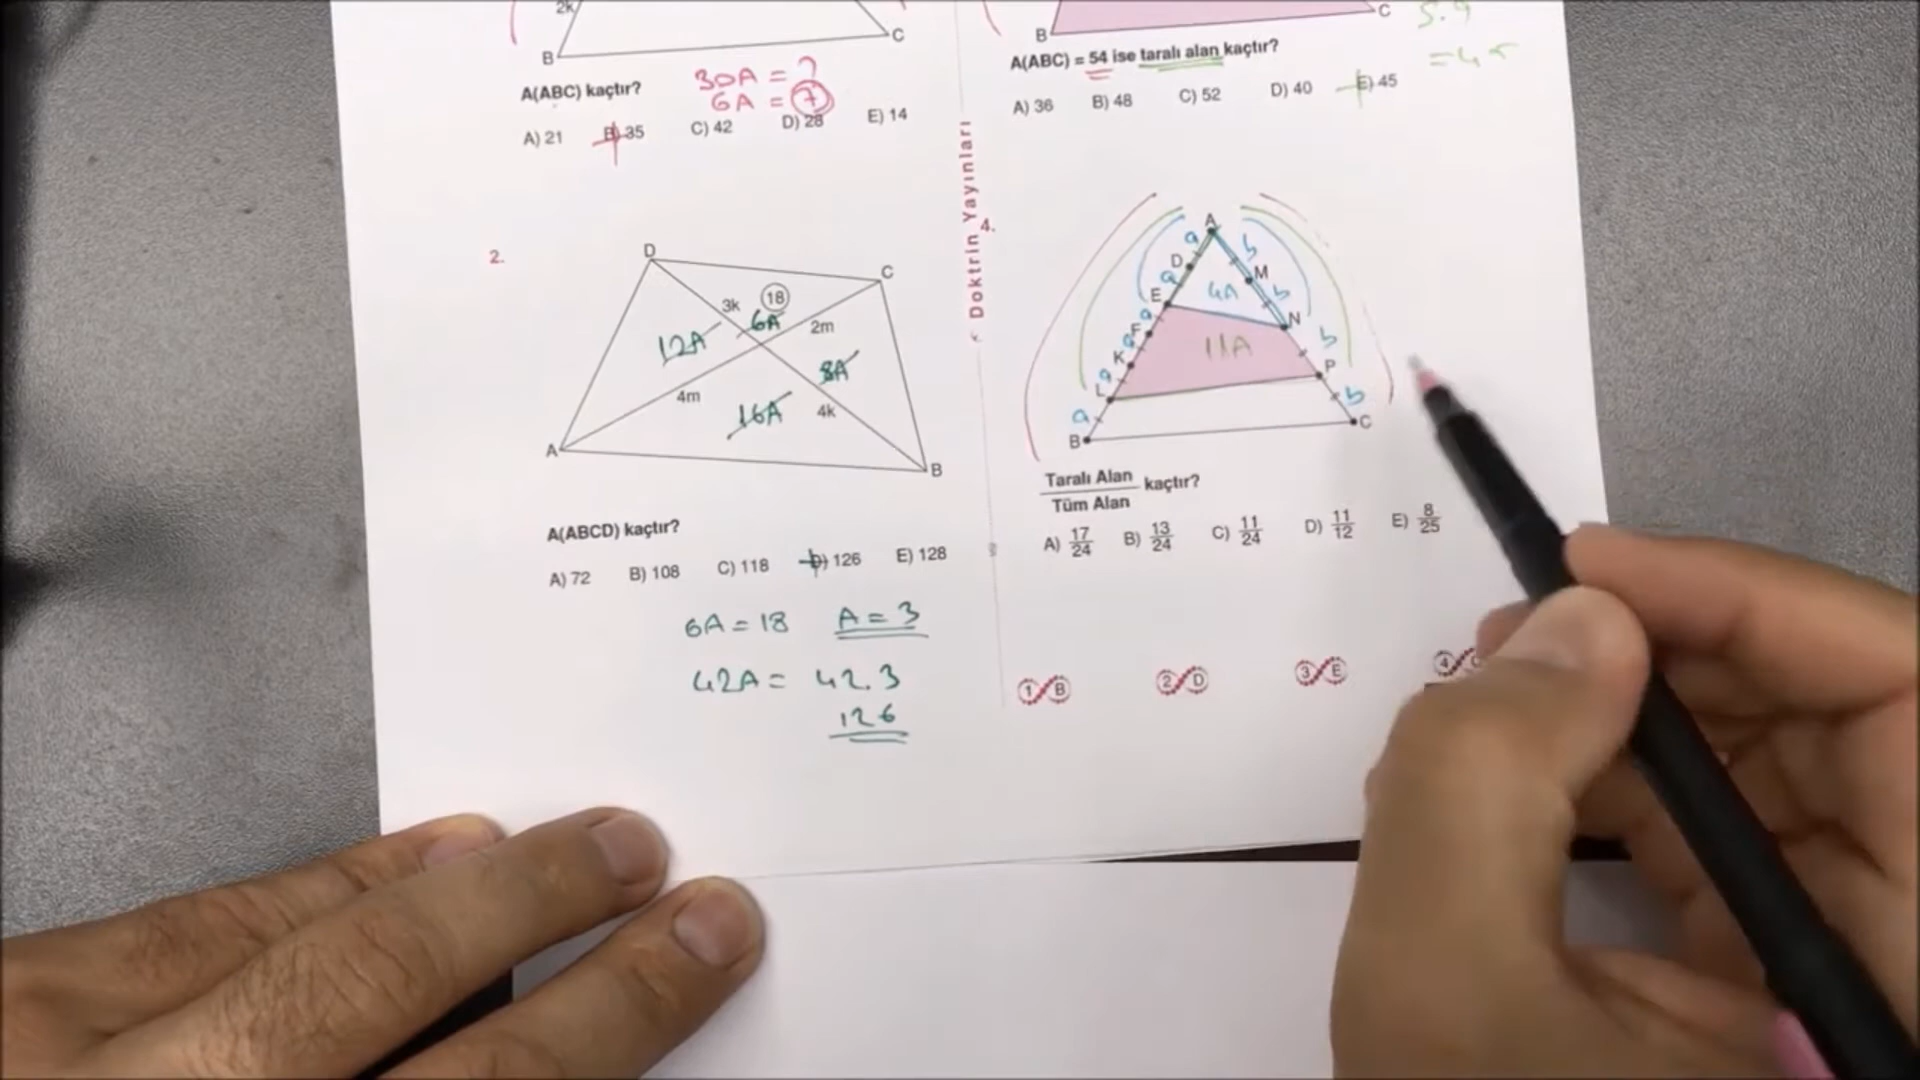 2k
B
C
A(ABC) kaçtır?
30A = ?
6A = 7
A) 21 B) 35 C) 42 D) 28 E) 14
2.
D
C
3k
18
6A
2m
12A
8A
4m
16A
4k
A
B
A(ABCD) kaçtır?
A) 72 B) 108 C) 118 D) 126 E) 128
6A = 18 A = 3
42A = 42.3
126
Doktrin Yayınları
B
C
5.9
= 45
A(ABC) = 54 ise taralı alan kaçtır?
A) 36 B) 48 C) 52 D) 40 E) 45
4.
A
a
b
D
M
a
4A
b
E
N
a
F
11A
b
a
K
P
a
L
b
a
C
B
Taralı Alan
Tüm Alan
kaçtır?
A) 17/24 B) 13/24 C) 11/24 D) 11/12 E) 8/25
1 B 2 D 3 E 4